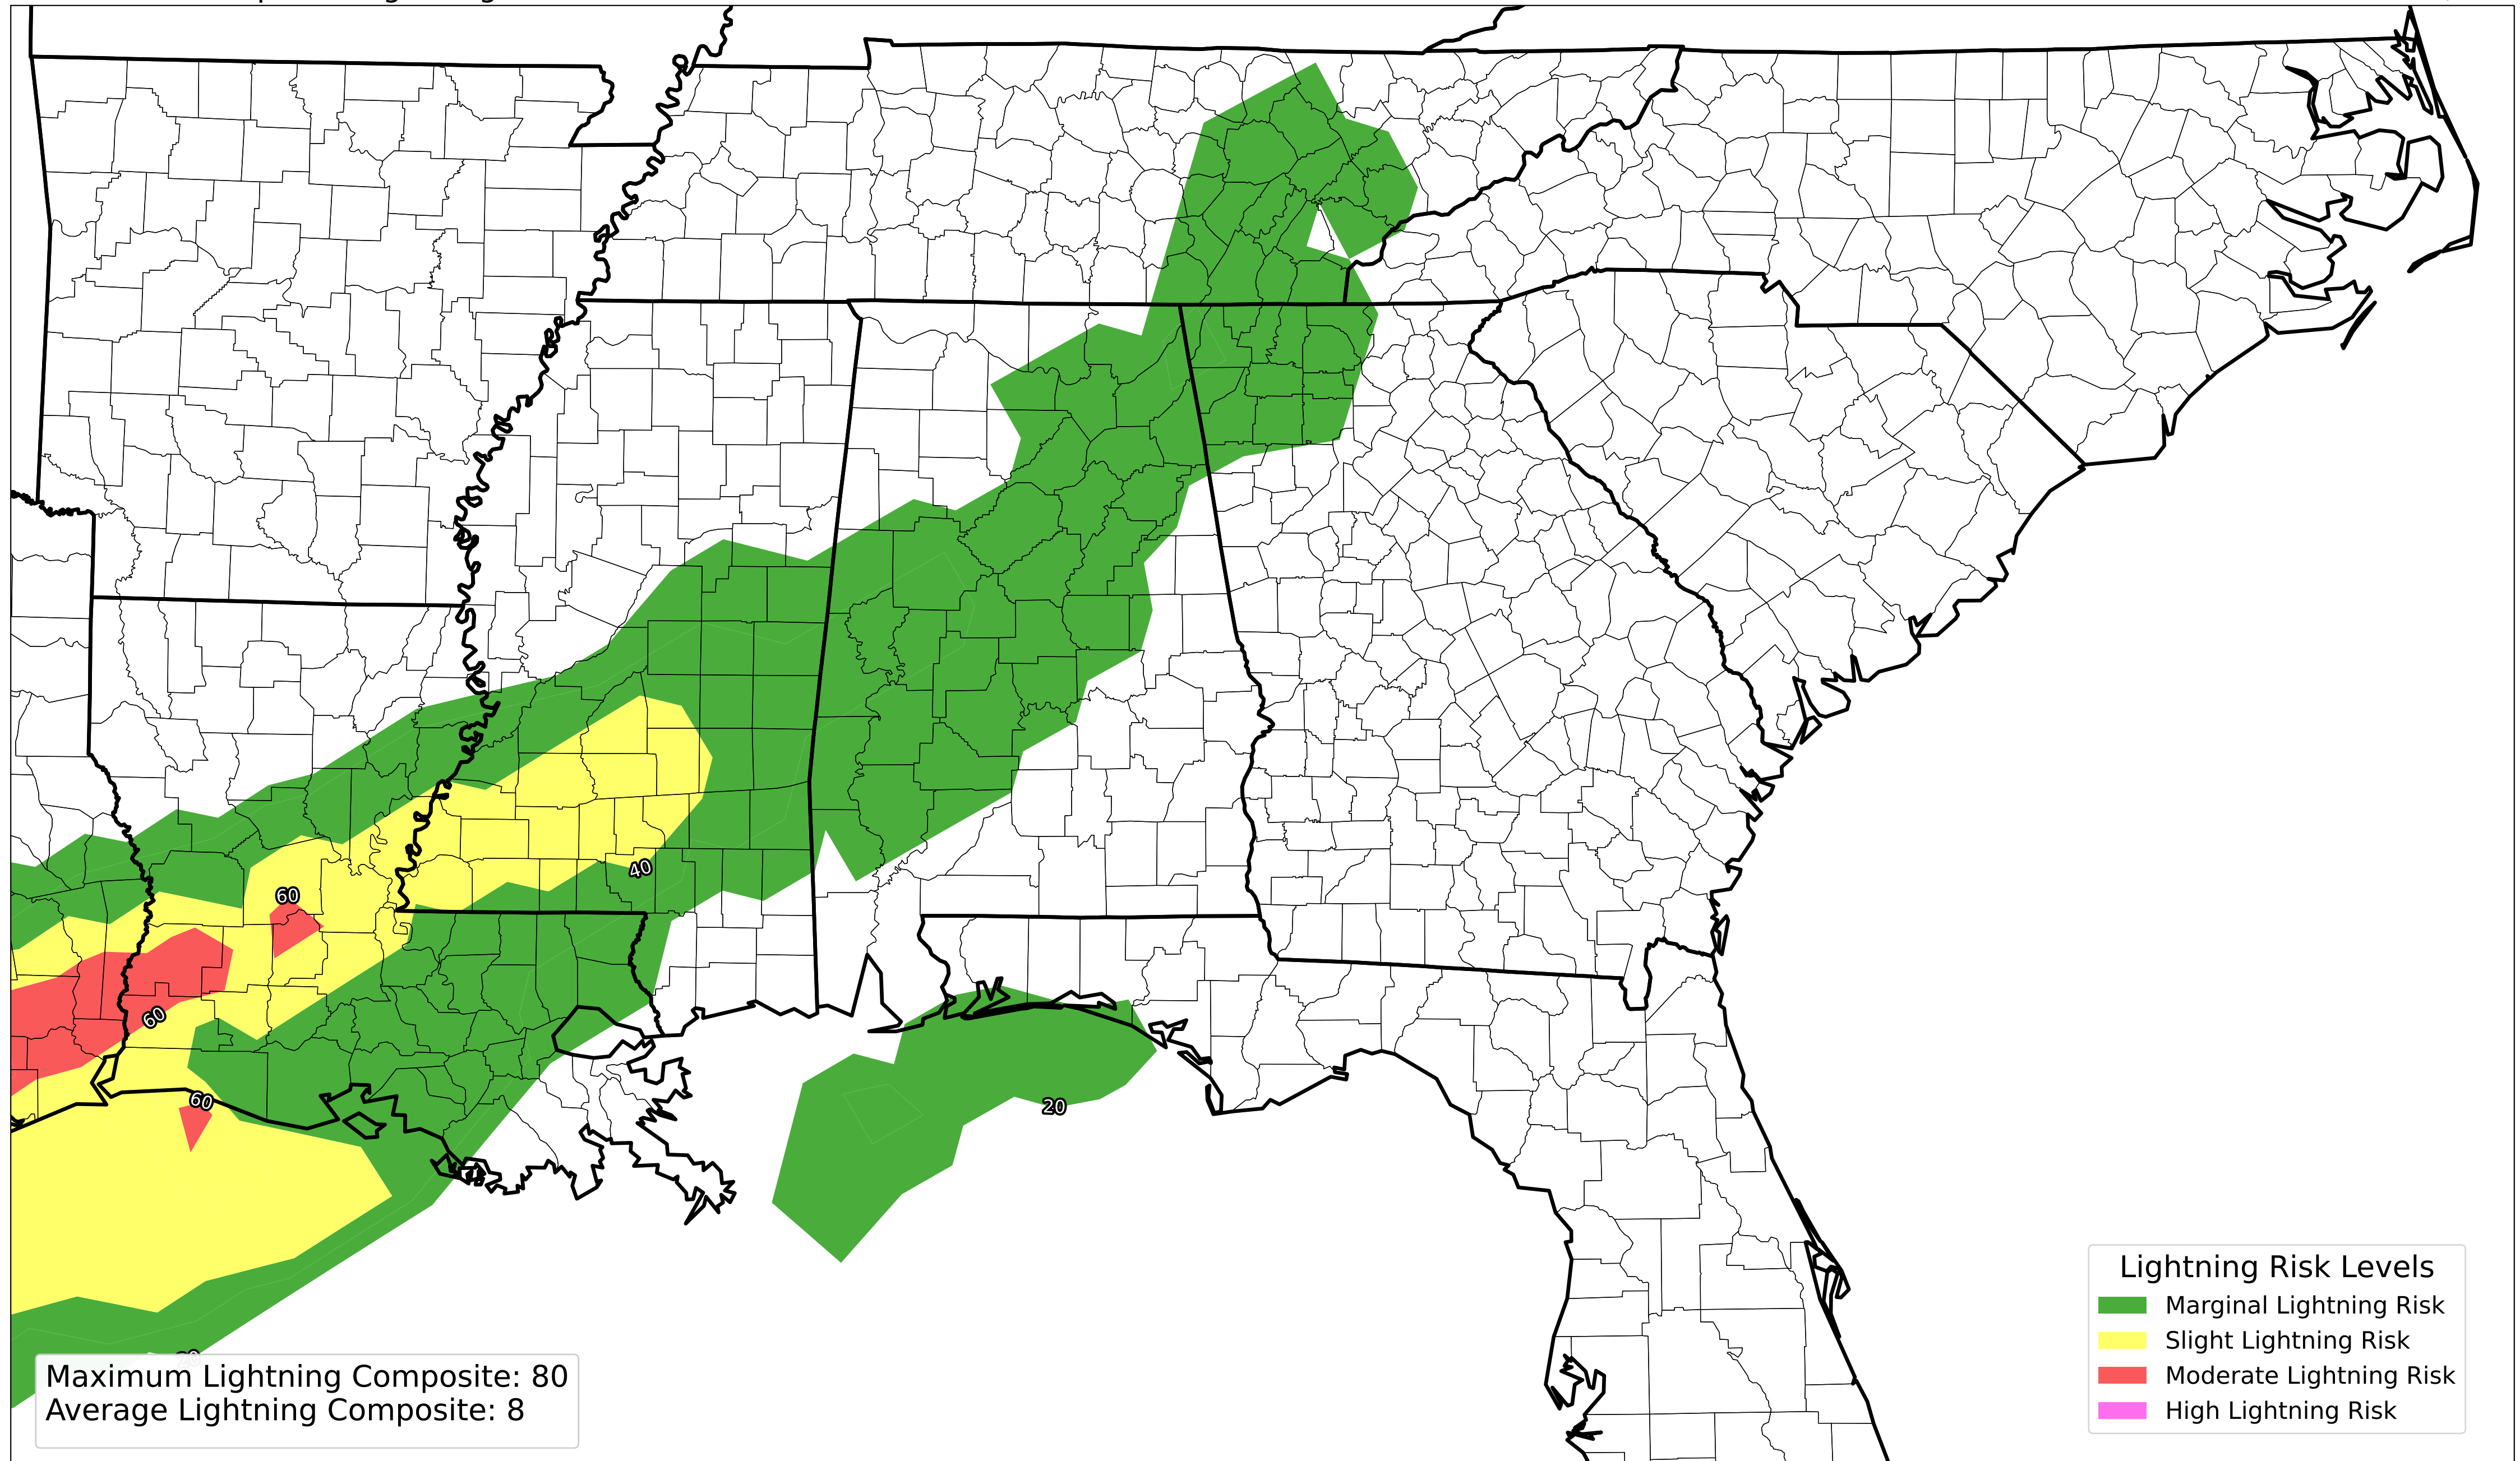 40
60
60
60
20
Lightning Risk Levels
Marginal Lightning Risk
Slight Lightning Risk
Moderate Lightning Risk
High Lightning Risk
Maximum Lightning Composite: 80
Average Lightning Composite: 8